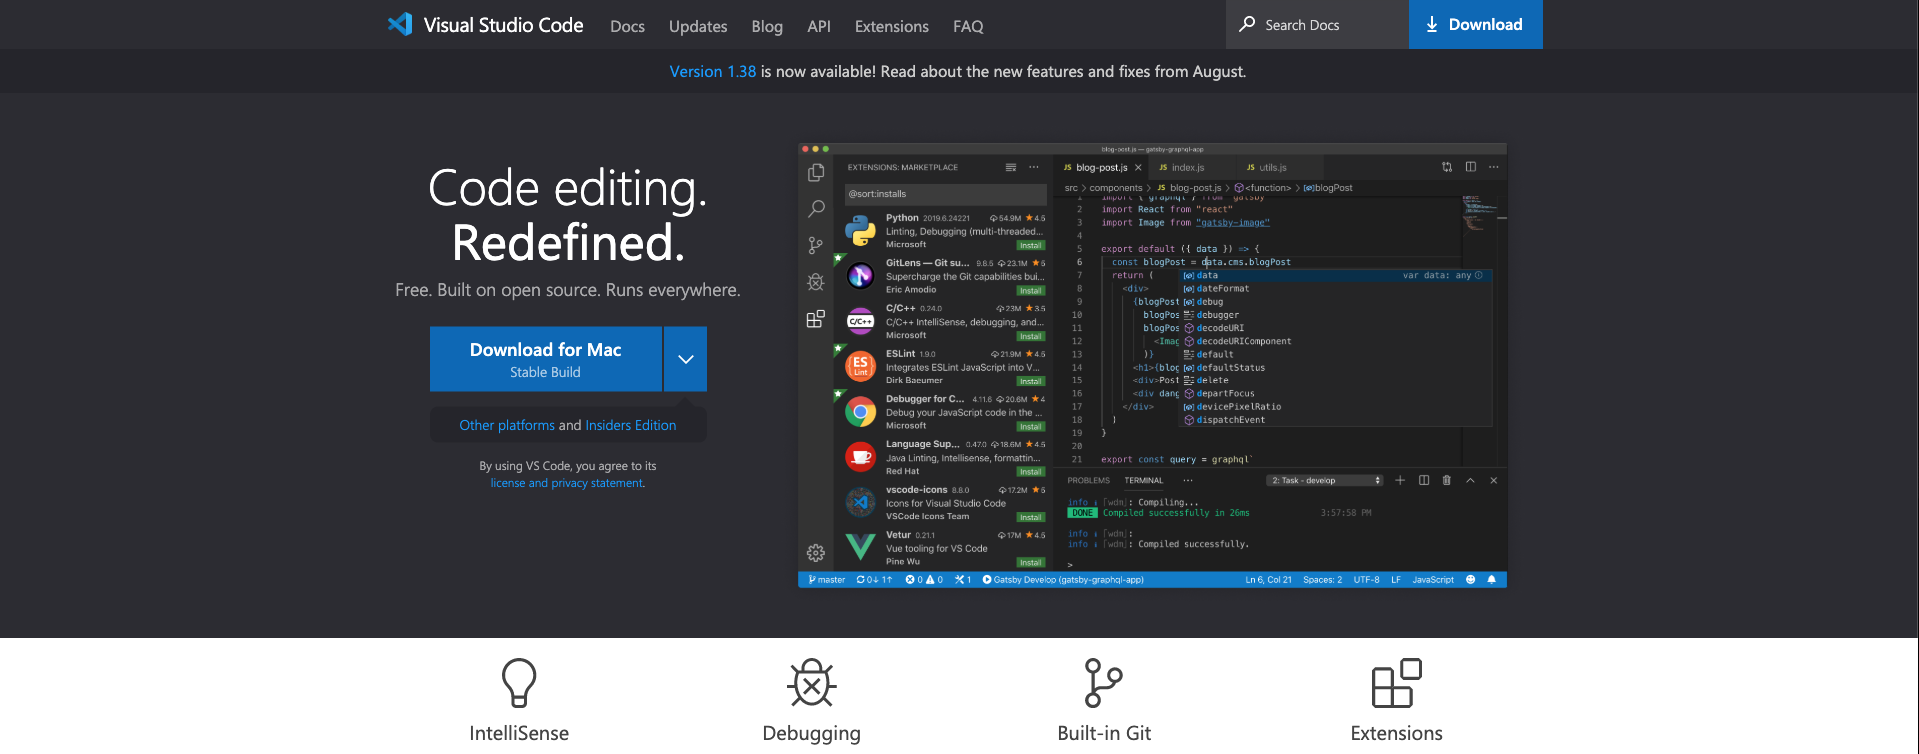 Visual Studio Code
Docs
Updates
Blog
API
Extensions
FAQ
Search Docs
Download
Version 1.38 is now available! Read about the new features and fixes from August.
Code editing.
Redefined.
Free. Built on open source. Runs everywhere.
Download for Mac
Stable Build
Other platforms and Insiders Edition
By using VS Code, you agree to its
license and privacy statement.
blog-post.js — gatsby-graphql-app
EXTENSIONS: MARKETPLACE
@sort:installs
Python 2019.6.24221 54.9M ★ 4.5
Linting, Debugging (multi-threaded...
Microsoft Install
GitLens — Git su... 9.8.5 23.1M ★ 5
Supercharge the Git capabilities bui...
Eric Amodio Install
C/C++ 0.24.0 23M ★ 3.5
C/C++ IntelliSense, debugging, and...
Microsoft Install
ESLint 1.9.0 21.9M ★ 4.5
Integrates ESLint JavaScript into V...
Dirk Baeumer Install
Debugger for C... 4.11.6 20.6M ★ 4
Debug your JavaScript code in the ...
Microsoft Install
Language Sup... 0.47.0 18.6M ★ 4.5
Java Linting, Intellisense, formattin...
Red Hat Install
vscode-icons 8.8.0 17.2M ★ 5
Icons for Visual Studio Code
VSCode Icons Team Install
Vetur 0.21.1 17M ★ 4.5
Vue tooling for VS Code
Pine Wu Install
JS blog-post.js
JS index.js
JS utils.js
src > components > JS blog-post.js > <function> > blogPost
1 import { graphql } from "gatsby"
2 import React from "react"
3 import Image from "gatsby-image"
4
5 export default ({ data }) => {
6 const blogPost = data.cms.blogPost
7 return ( data var data: any
8 <div> dateFormat
9 {blogPost debug
10 blogPos debugger
11 blogPos decodeURI
12 <Imag decodeURIComponent
13 )} default
14 <h1>{blog defaultStatus
15 <div>Post delete
16 <div dang departFocus
17 </div> devicePixelRatio
18 ) dispatchEvent
19 }
20
21 export const query = graphql`
PROBLEMS TERMINAL ···
2: Task - develop
info [wdm]: Compiling...
DONE Compiled successfully in 26ms 3:57:58 PM
info [wdm]:
info [wdm]: Compiled successfully.
>
master 0↓ 1↑ 0 0 1 Gatsby Develop (gatsby-graphql-app)
Ln 6, Col 21 Spaces: 2 UTF-8 LF JavaScript
IntelliSense
Debugging
Built-in Git
Extensions